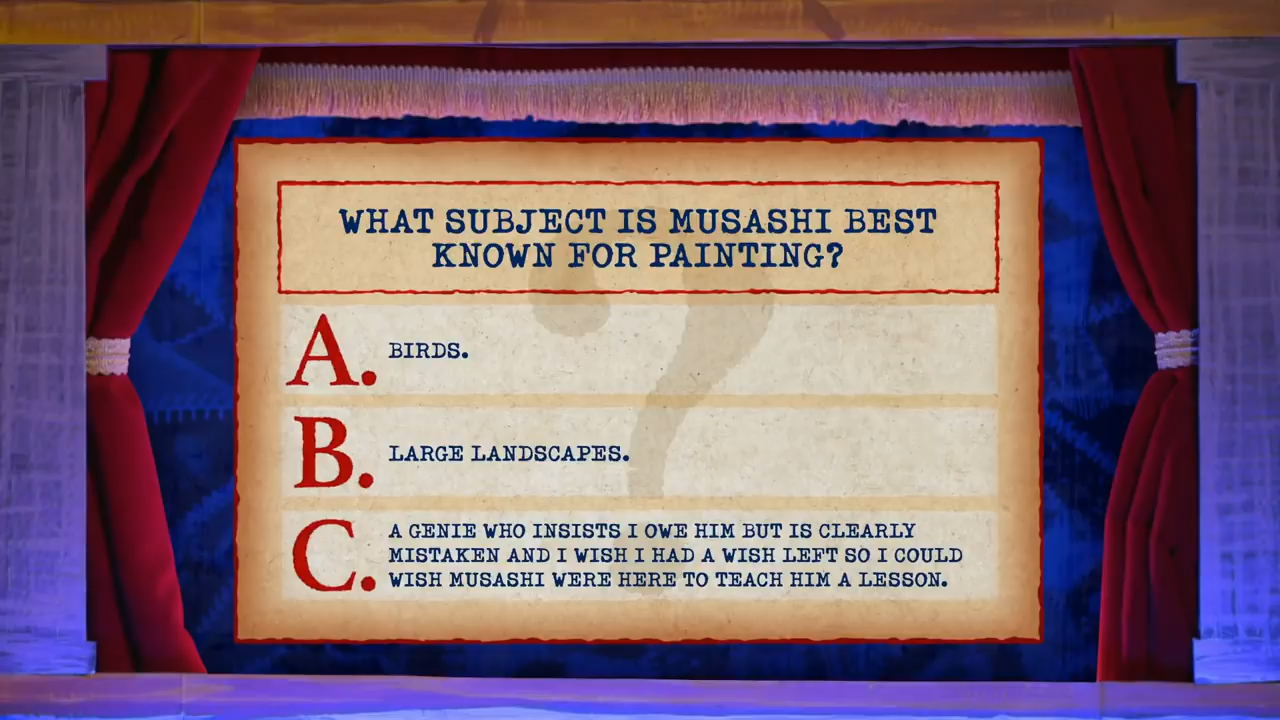 WHAT SUBJECT IS MUSASHI BEST
KNOWN FOR PAINTING?
A. BIRDS.
B. LARGE LANDSCAPES.
C. A GENIE WHO INSISTS I OWE HIM BUT IS CLEARLY
MISTAKEN AND I WISH I HAD A WISH LEFT SO I COULD
WISH MUSASHI WERE HERE TO TEACH HIM A LESSON.